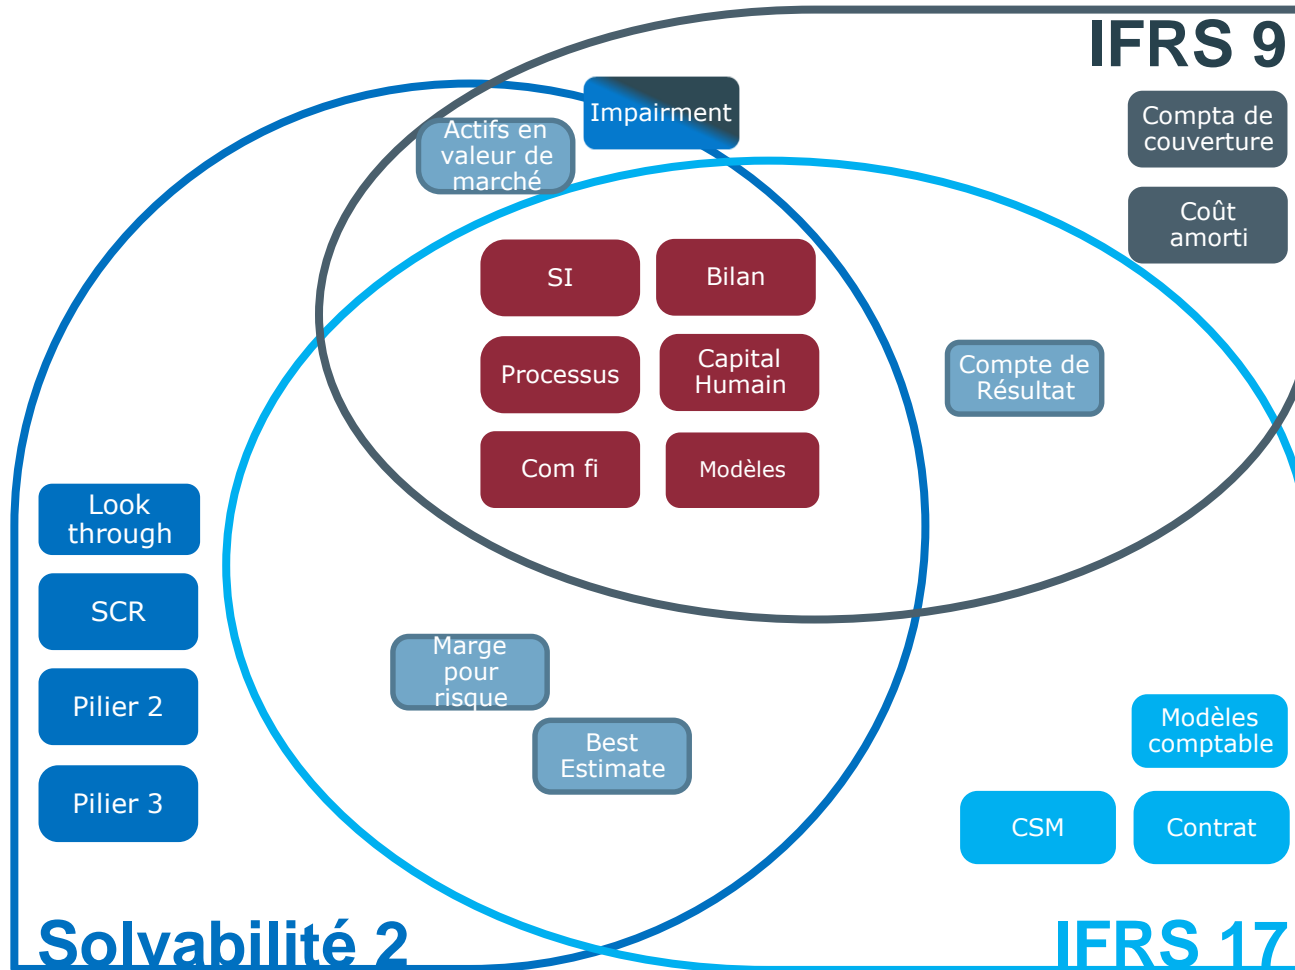 IFRS 9
Impairment
Compta de
couverture
Actifs en
valeur de
marché
Coût
amorti
SI
Bilan
Processus
Capital
Humain
Compte de
Résultat
Com fi
Modèles
Look
through
SCR
Marge
pour
risque
Pilier 2
Best
Estimate
Modèles
comptable
Pilier 3
CSM
Contrat
Solvabilité 2
IFRS 17